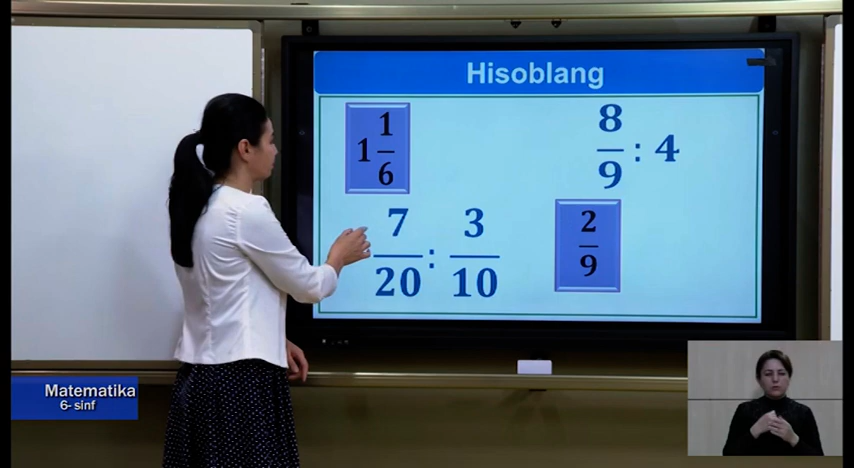 Hisoblang
1 1/6
8/9 : 4
7/20 : 3/10
2/9
Matematika
6- sinf